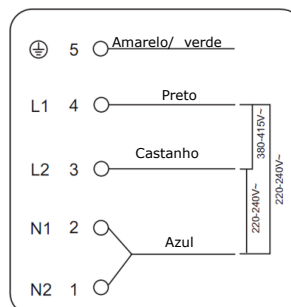 5 Amarelo/ verde
L1 4 Preto
L2 3 Castanho
N1 2
Azul
N2 1
380-415V~
220-240V~
220-240V~